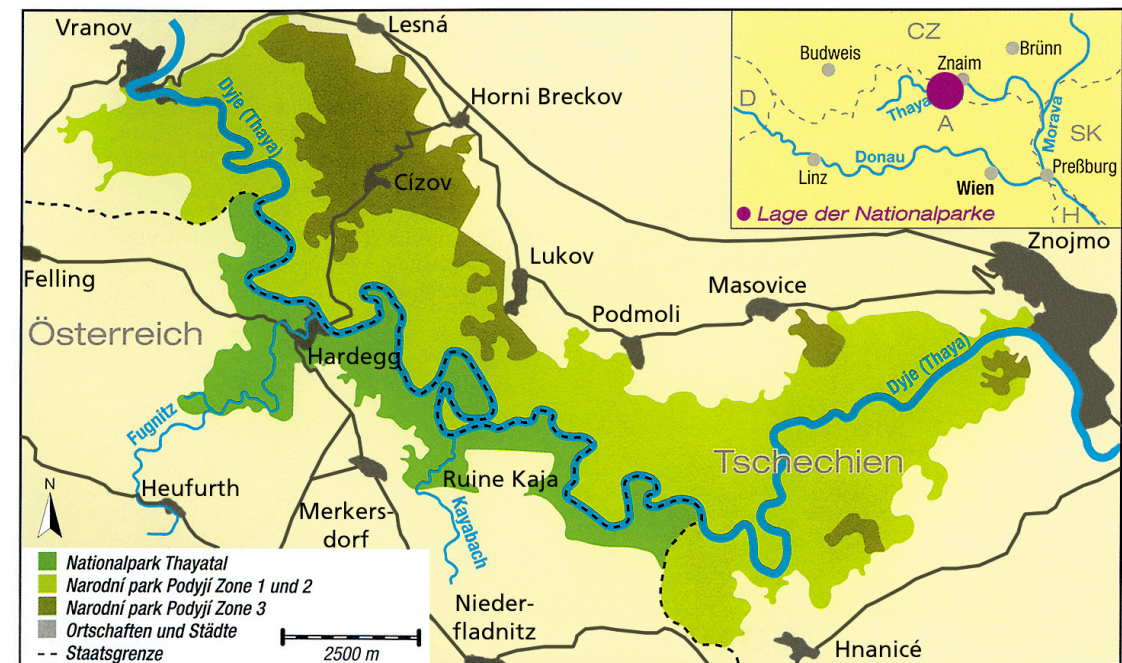 Vranov
Lesná
Dyje (Thaya)
Horni Breckov
Cízov
Felling
Österreich
Hardegg
Lukov
Podmoli
Masovice
Znojmo
Dyje (Thaya)
Tschechien
Fugnitz
Heufurth
Ruine Kaja
Kayabach
Merkers-
dorf
Nieder-
fladnitz
Hnanicé
CZ
Budweis
Brünn
Znaim
Thaya
D
A
Morava
SK
Donau
Linz
Wien
Preßburg
H
Lage der Nationalparke
N
Nationalpark Thayatal
Narodní park Podyjí Zone 1 und 2
Narodní park Podyjí Zone 3
Ortschaften und Städte
Staatsgrenze
2500 m